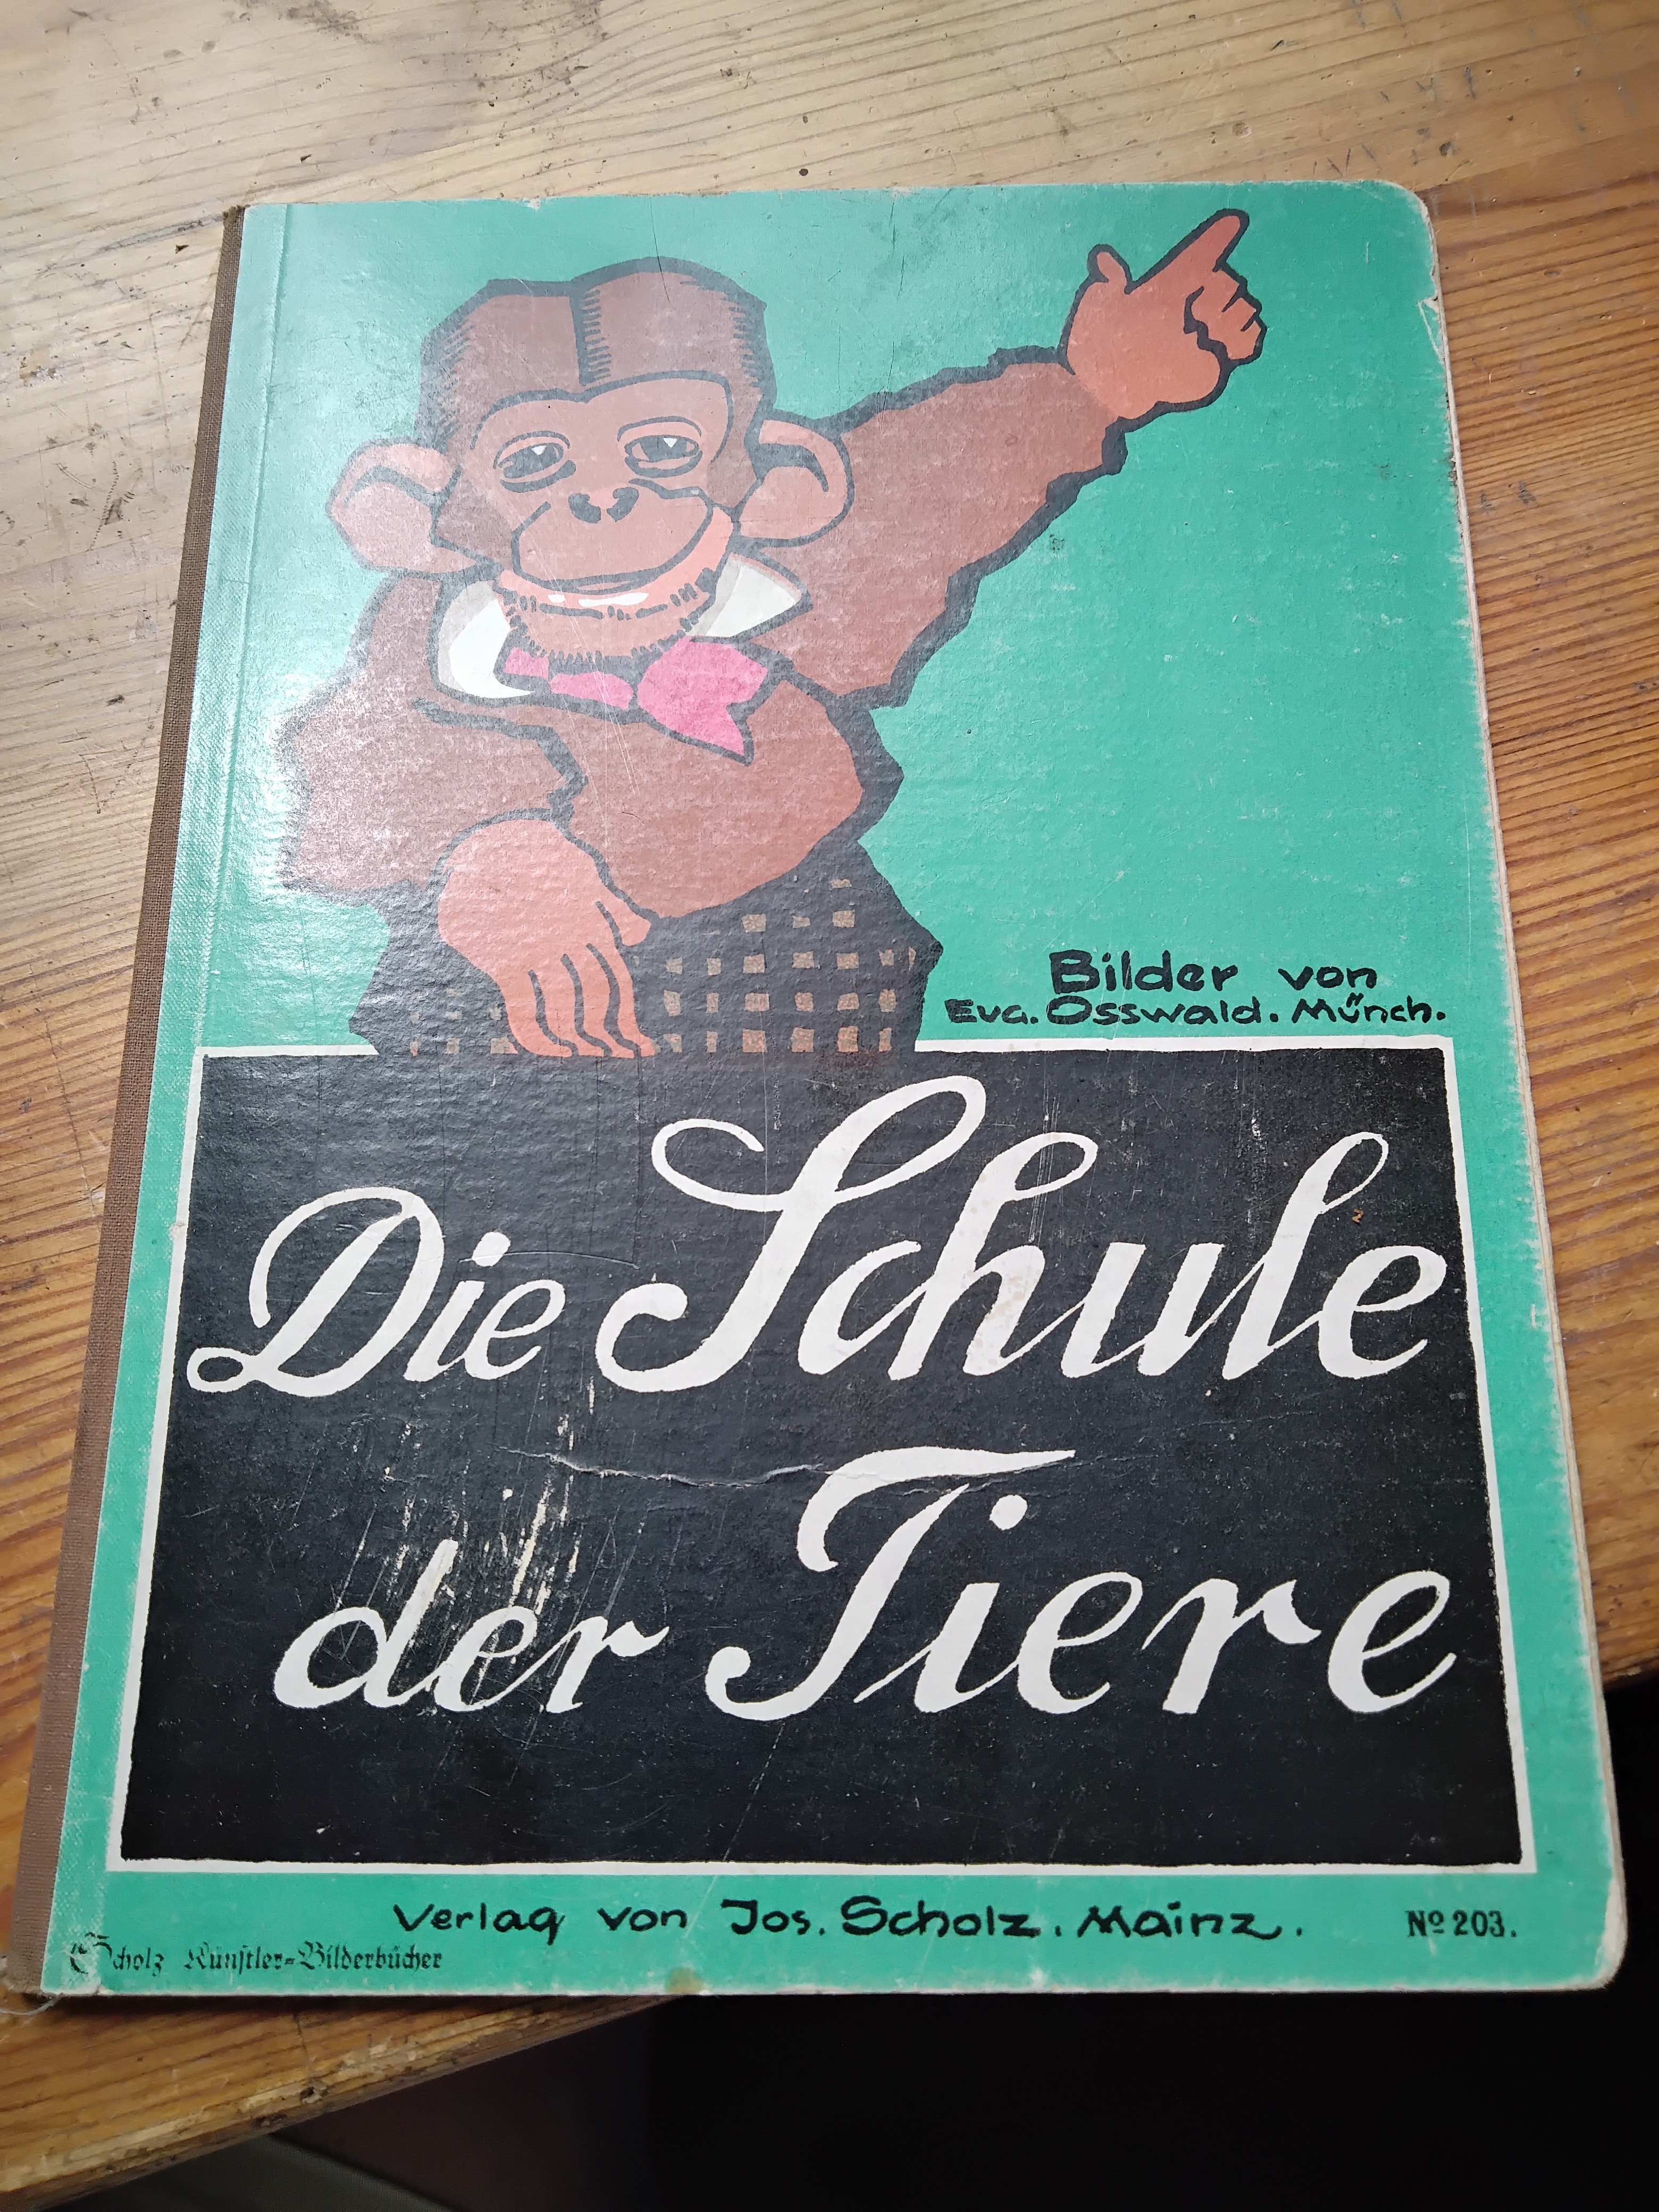 Bilder von
Eva. Osswald. Münch.
Die Schule
der Tiere
Verlag von Jos. Scholz. Mainz.
Nº 203.
Scholz Künstler-Bilderbücher